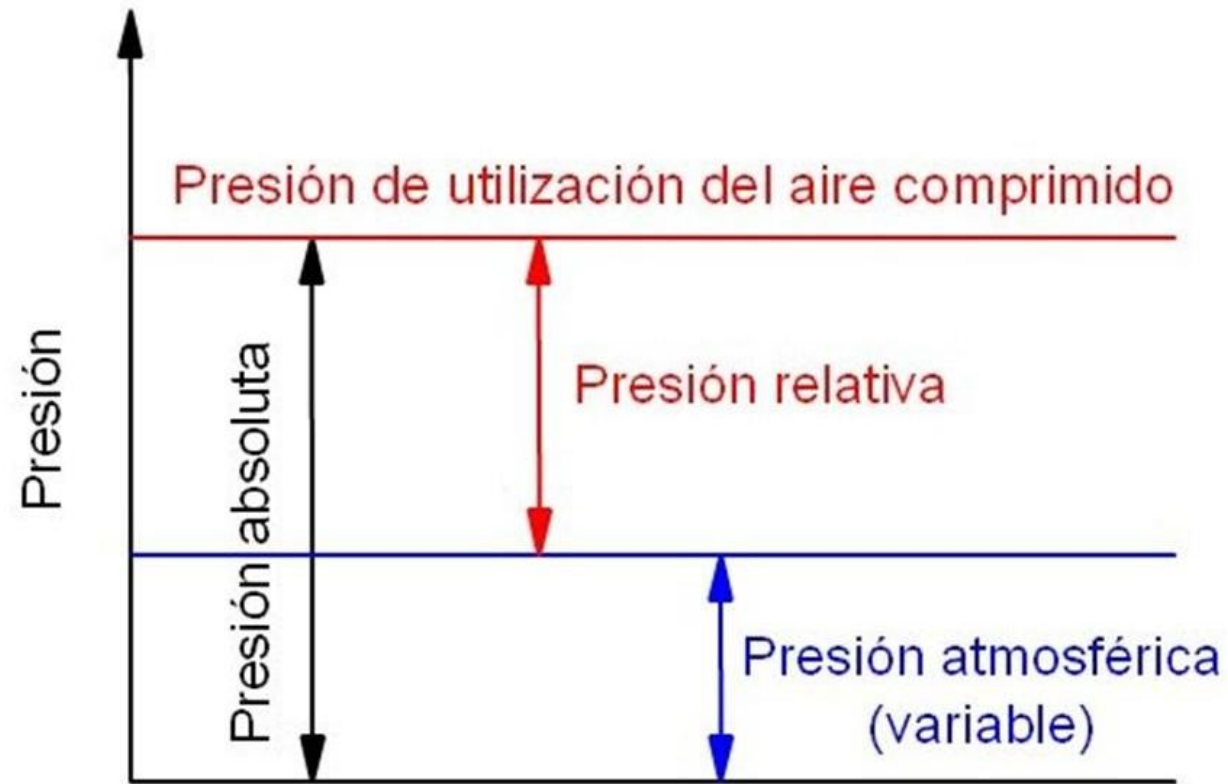 Presión de utilización del aire comprimido
Presión
Presión absoluta
Presión relativa
Presión atmosférica
(variable)